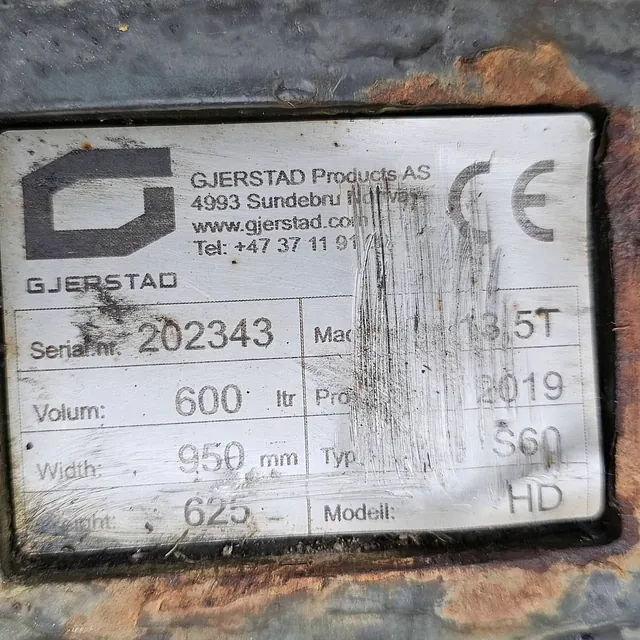 GJERSTAD Products AS
4993 Sundebru
www.gjerstad.com
Tel: +47 37 11 91
CE
GJERSTAD
Serial.nr. 202343
13.5T
Volum: 600 ltr
2019
Width: 950 mm
S60
625
Modell: HD